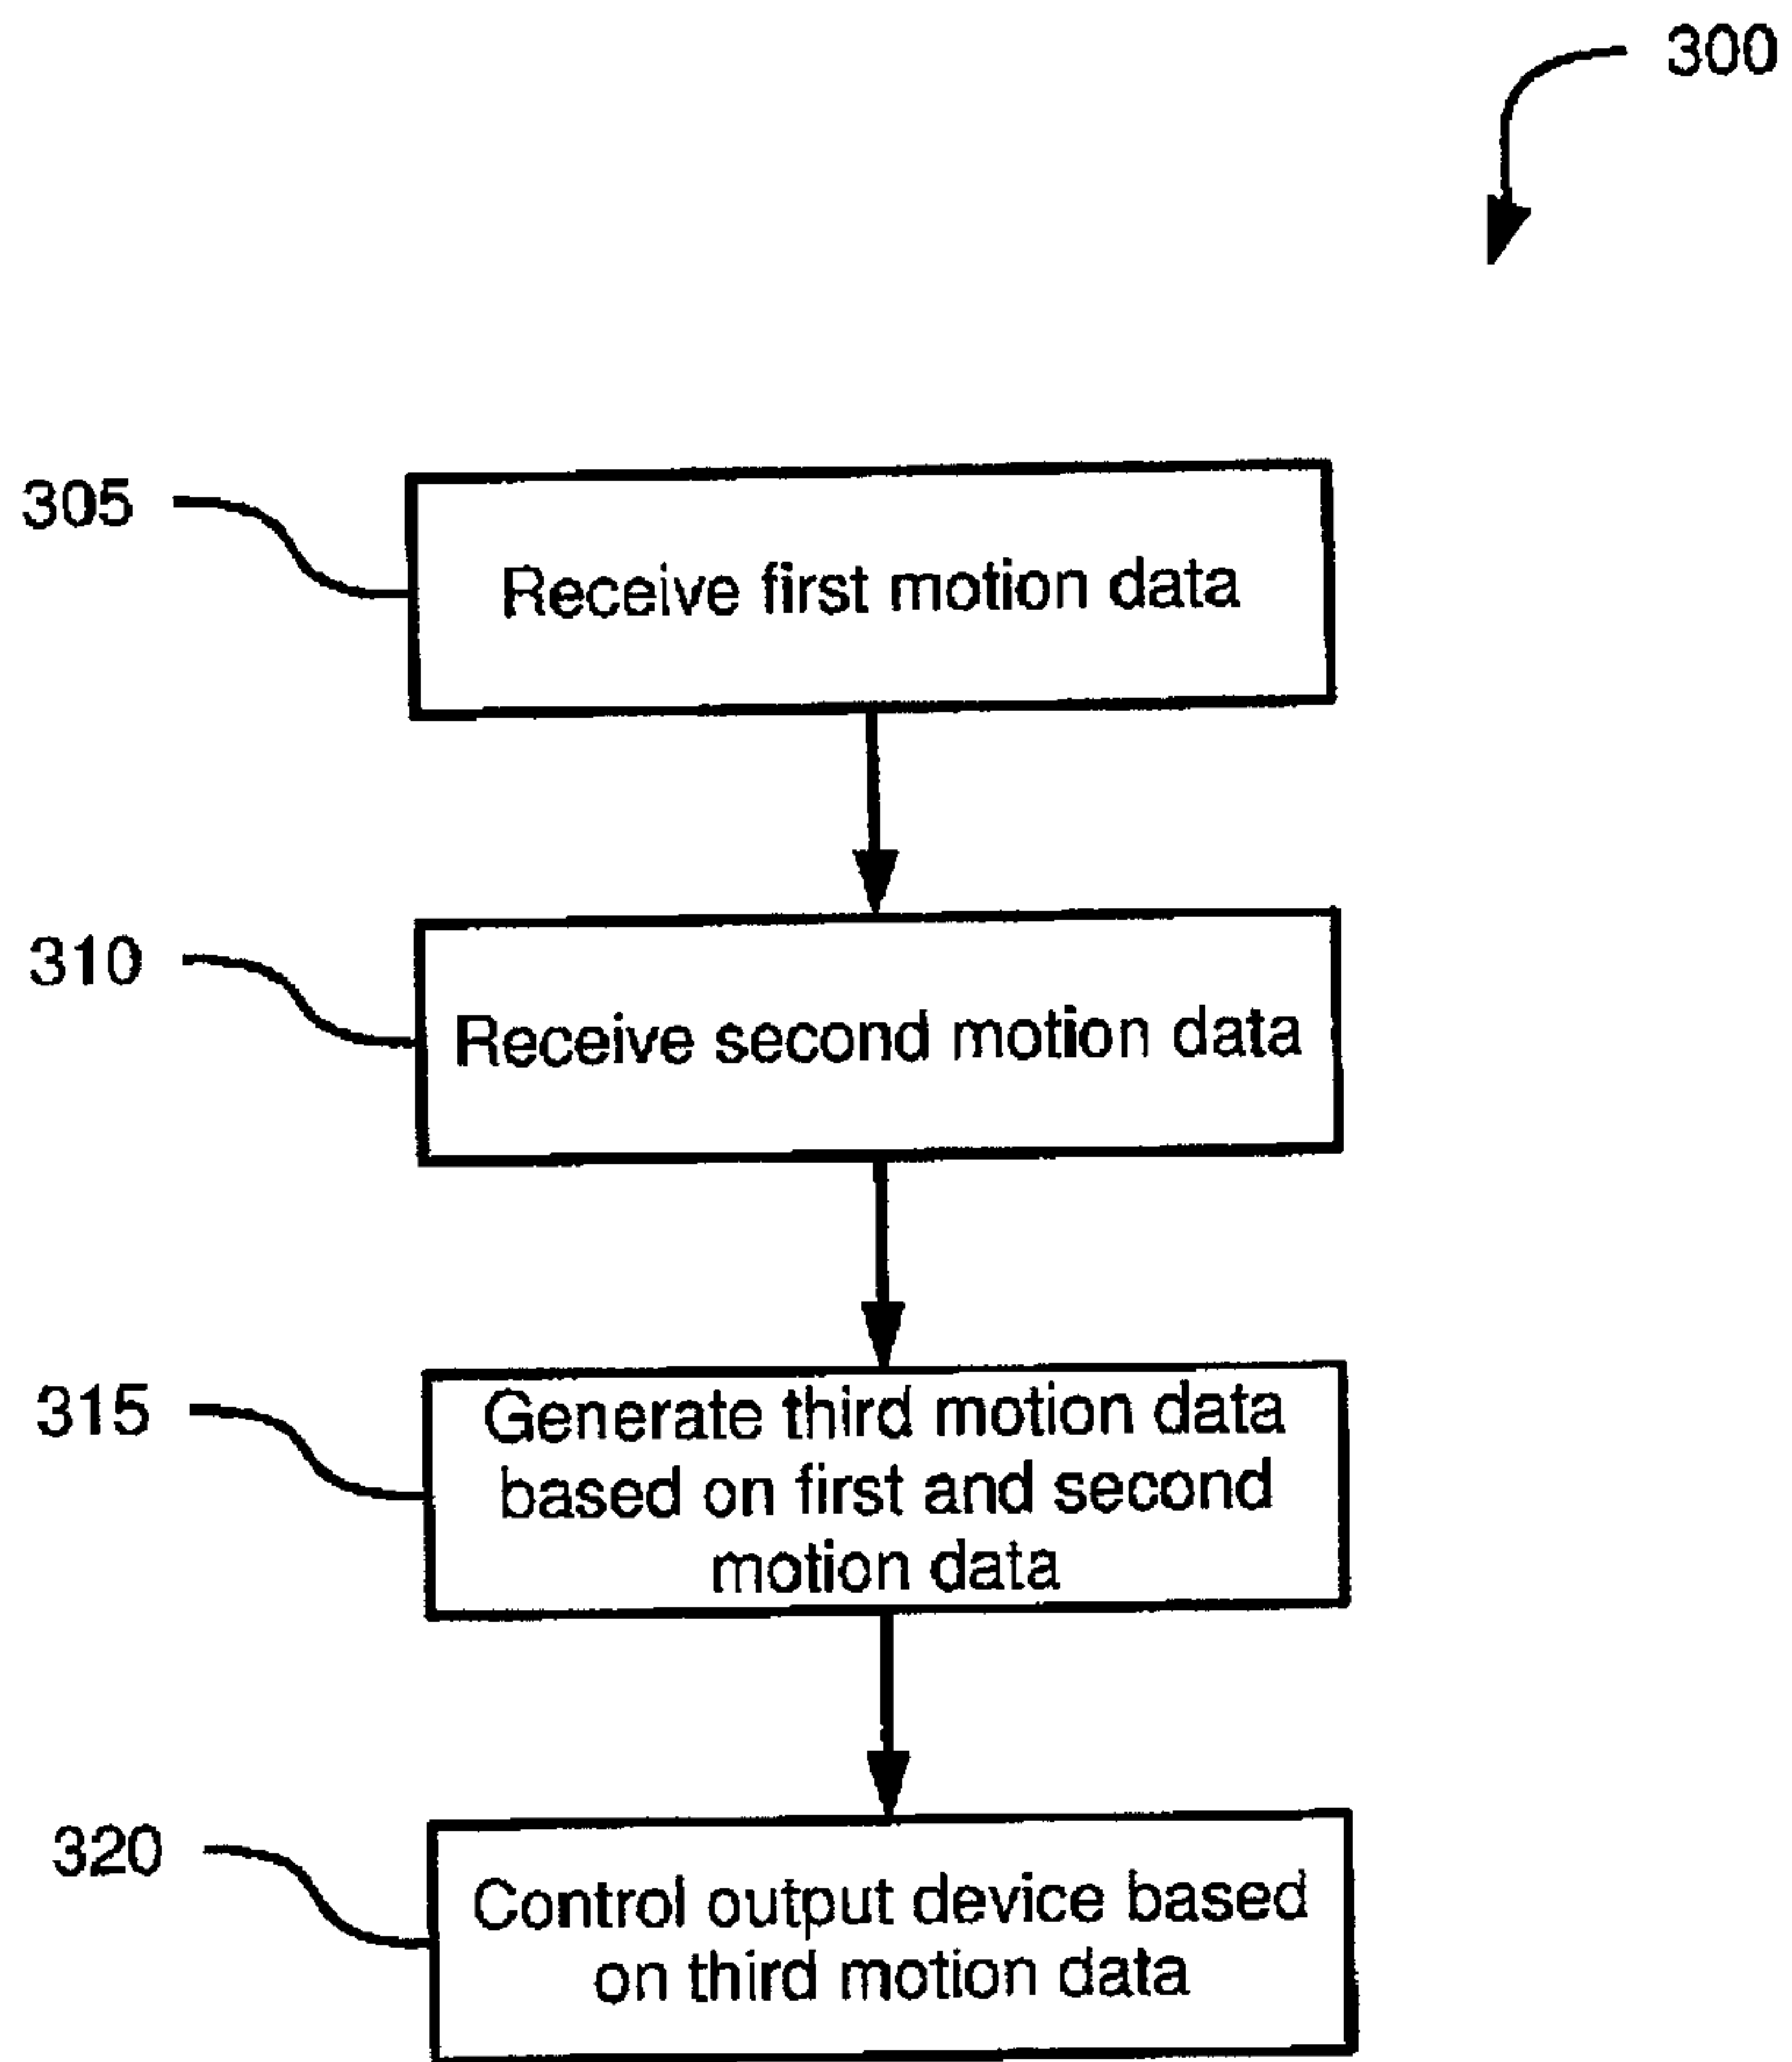 300
305
Receive first motion data
310
Receive second motion data
315
Generate third motion data
based on first and second
motion data
320
Control output device based
on third motion data